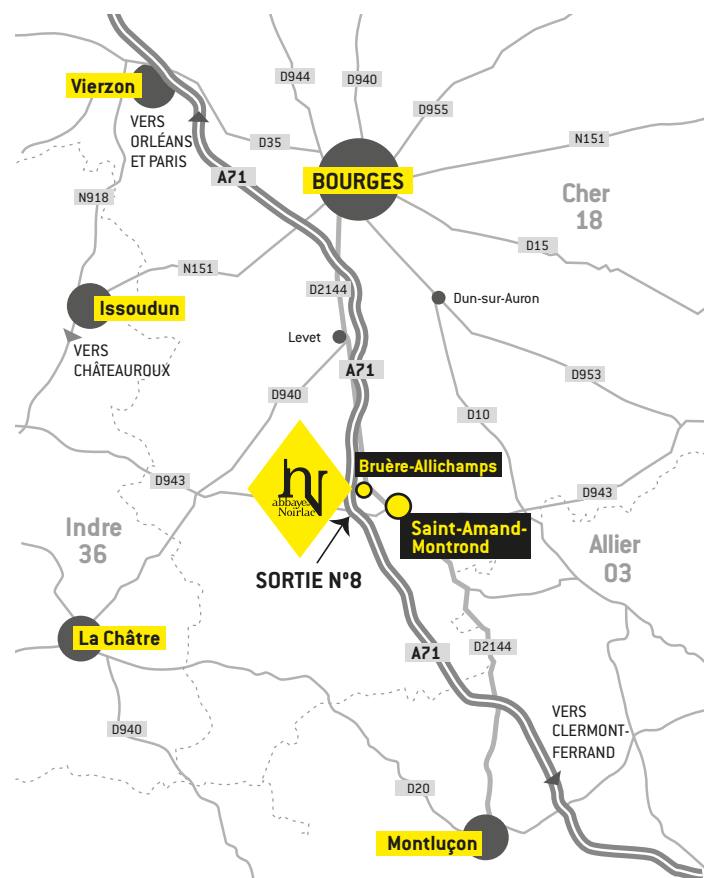 D944
D940
Vierzon
D955
VERS
ORLÉANS
ET PARIS
D35
N151
A71
BOURGES
Cher
18
N918
D15
N151
D2144
Issoudun
Dun-sur-Auron
Levet
VERS
CHÂTEAUROUX
A71
D953
D940
D10
Bruère-Allichamps
D943
D943
hN
abbaye de
Noirlac
Saint-Amand-
Montrond
Indre
36
Allier
03
SORTIE N°8
La Châtre
A71
D2144
VERS
CLERMONT-
FERRAND
D940
D20
Montluçon